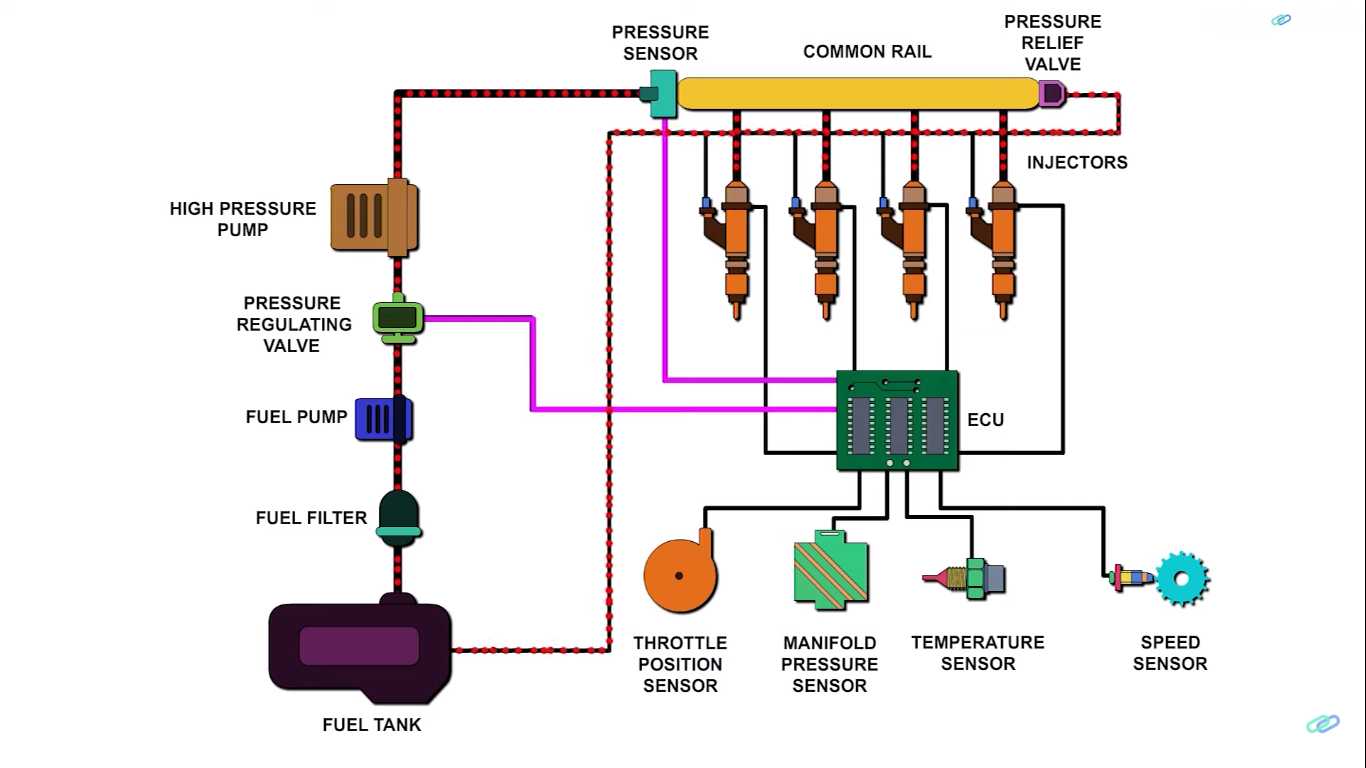 PRESSURE
SENSOR
COMMON RAIL
PRESSURE
RELIEF
VALVE
INJECTORS
HIGH PRESSURE
PUMP
PRESSURE
REGULATING
VALVE
FUEL PUMP
ECU
FUEL FILTER
THROTTLE
POSITION
SENSOR
MANIFOLD
PRESSURE
SENSOR
TEMPERATURE
SENSOR
SPEED
SENSOR
FUEL TANK